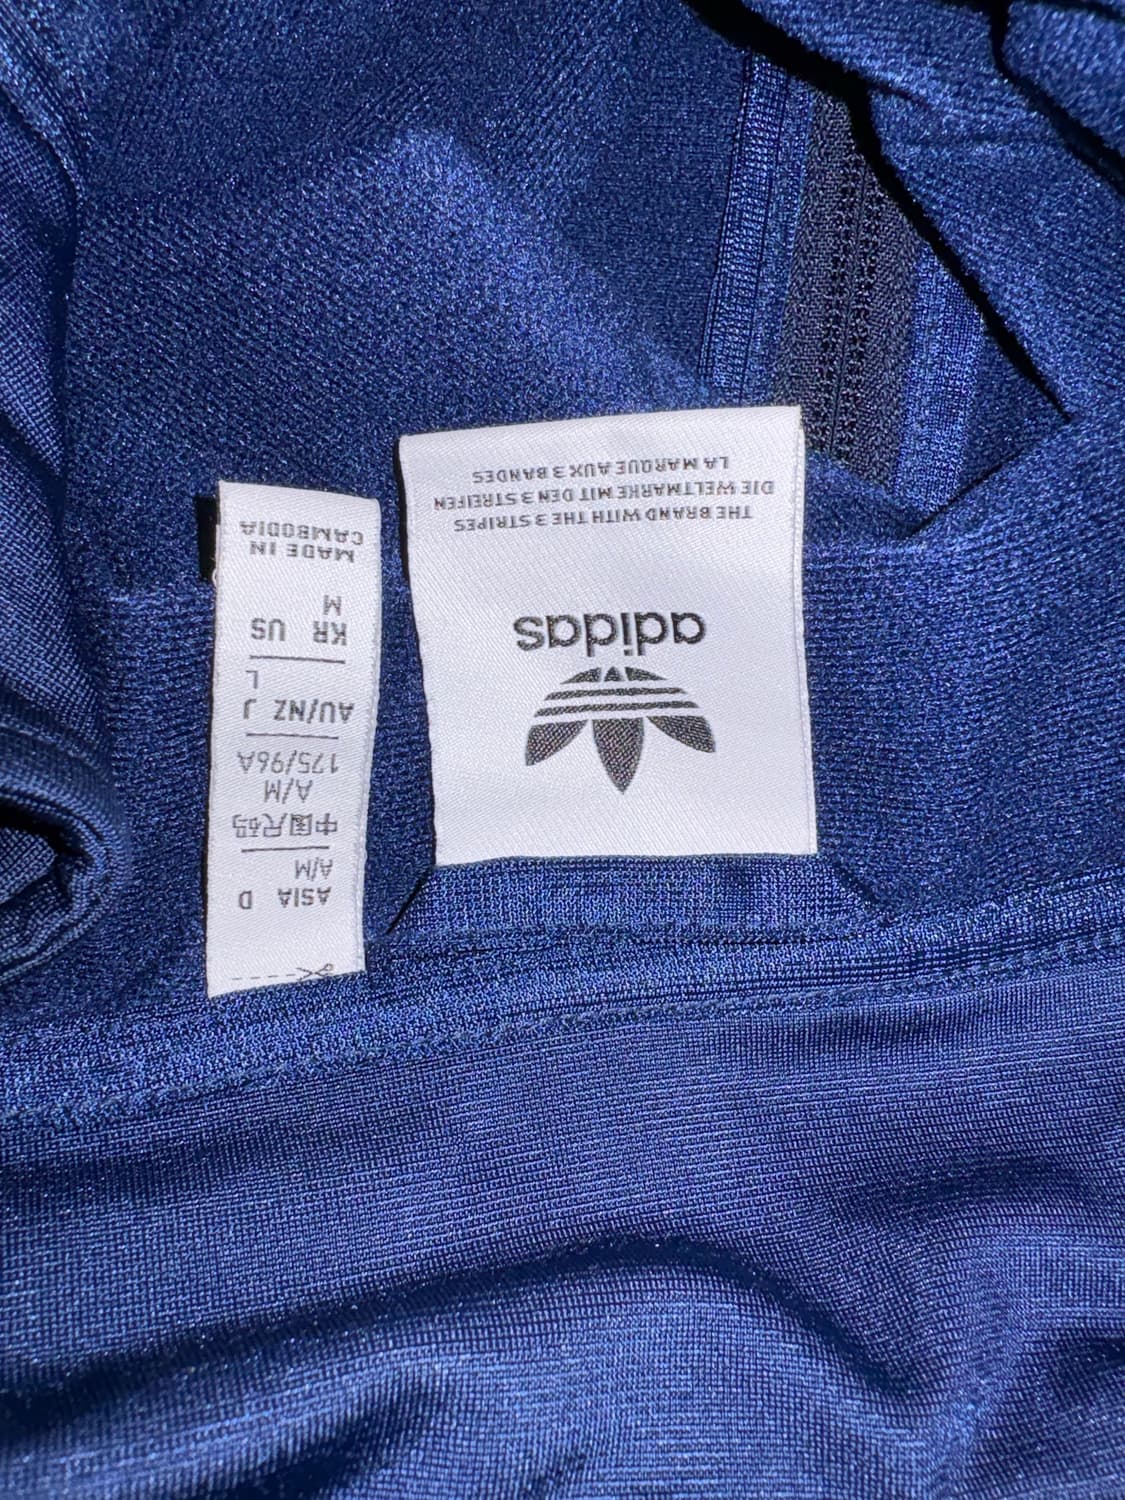 adidas
THE BRAND WITH THE 3 STRIPES
DIE WELTMARKE MIT DEN 3 STREIFEN
LA MARQUE AUX 3 BANDES
ASIA D
A/M
中国尺码
A/M
175/96A
AU/NZ J
L
KR US
M
MADE IN
CAMBODIA